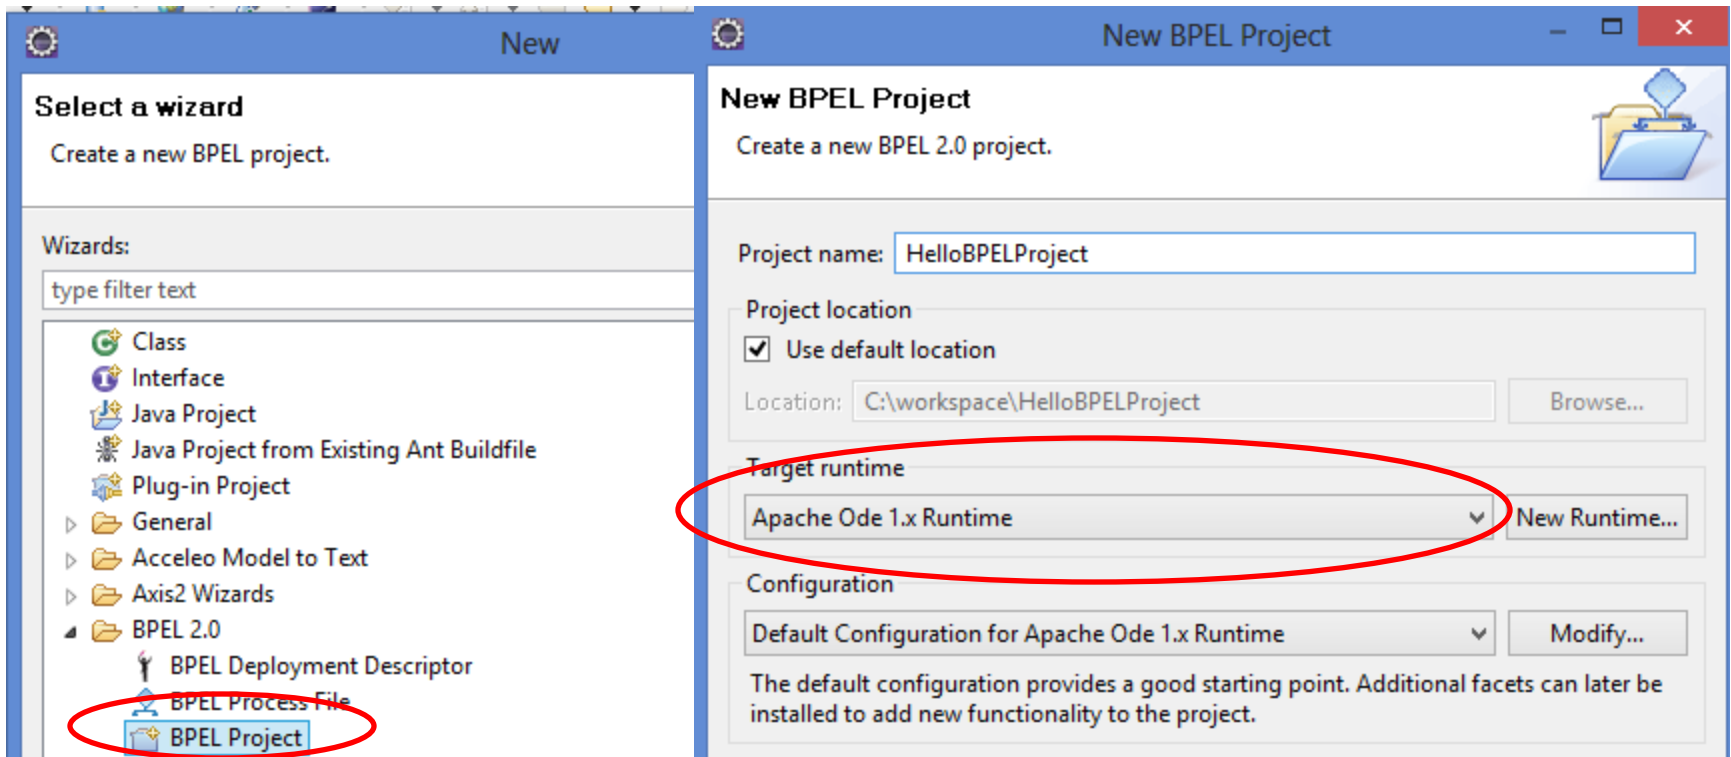 New
Select a wizard
Create a new BPEL project.
Wizards:
type filter text
Class
Interface
Java Project
Java Project from Existing Ant Buildfile
Plug-in Project
General
Acceleo Model to Text
Axis2 Wizards
BPEL 2.0
BPEL Deployment Descriptor
BPEL Process File
BPEL Project
New BPEL Project
New BPEL Project
Create a new BPEL 2.0 project.
Project name: HelloBPELProject
Project location
Use default location
Location: C:\workspace\HelloBPELProject Browse...
Target runtime
Apache Ode 1.x Runtime New Runtime...
Configuration
Default Configuration for Apache Ode 1.x Runtime Modify...
The default configuration provides a good starting point. Additional facets can later be
installed to add new functionality to the project.